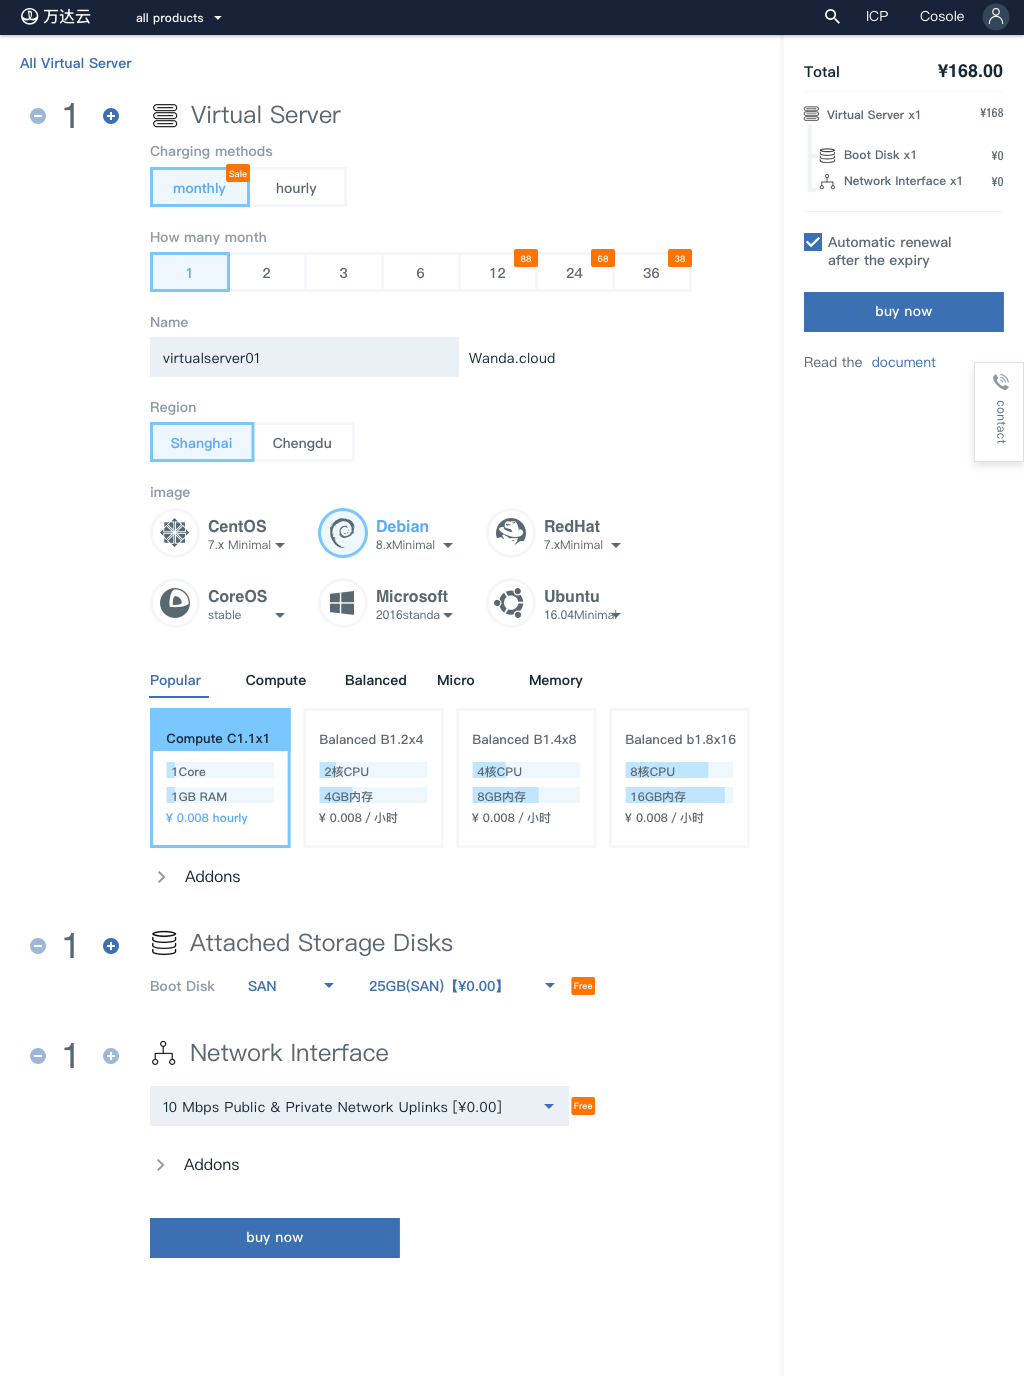 万达云 all products ICP Cosole
All Virtual Server
1 Virtual Server
Charging methods
monthly Sale hourly
How many month
1 2 3 6 12 88 24 68 36 38
Name
virtualserver01 Wanda.cloud
Region
Shanghai Chengdu
image
CentOS Debian RedHat
7.x Minimal 8.xMinimal 7.xMinimal
CoreOS Microsoft Ubuntu
stable 2016standa 16.04Minimal
Popular Compute Balanced Micro Memory
Compute C1.1x1
1Core
1GB RAM
¥ 0.008 hourly
Balanced B1.2x4
2核CPU
4GB内存
¥ 0.008 / 小时
Balanced B1.4x8
4核CPU
8GB内存
¥ 0.008 / 小时
Balanced b1.8x16
8核CPU
16GB内存
¥ 0.008 / 小时
Addons
1 Attached Storage Disks
Boot Disk SAN 25GB(SAN)【¥0.00】 Free
1 Network Interface
10 Mbps Public & Private Network Uplinks [¥0.00] Free
Addons
buy now
Total ¥168.00
Virtual Server x1 ¥168
Boot Disk x1 ¥0
Network Interface x1 ¥0
Automatic renewal
after the expiry
buy now
Read the document
contact